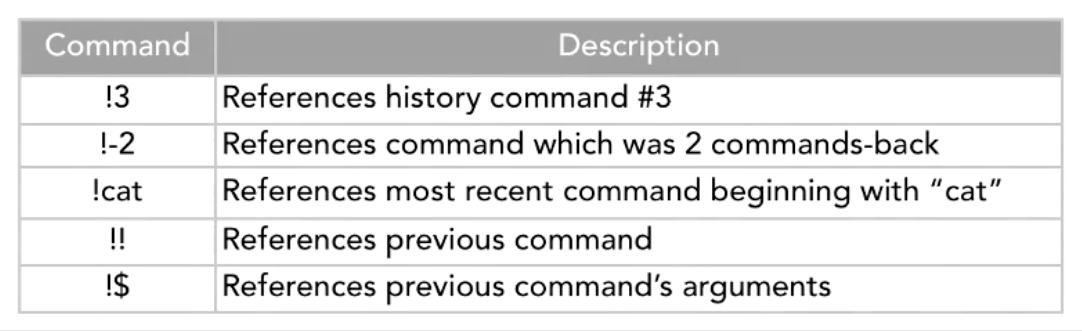 Command Description
!3 References history command #3
!-2 References command which was 2 commands-back
!cat References most recent command beginning with “cat”
!! References previous command
!$ References previous command’s arguments